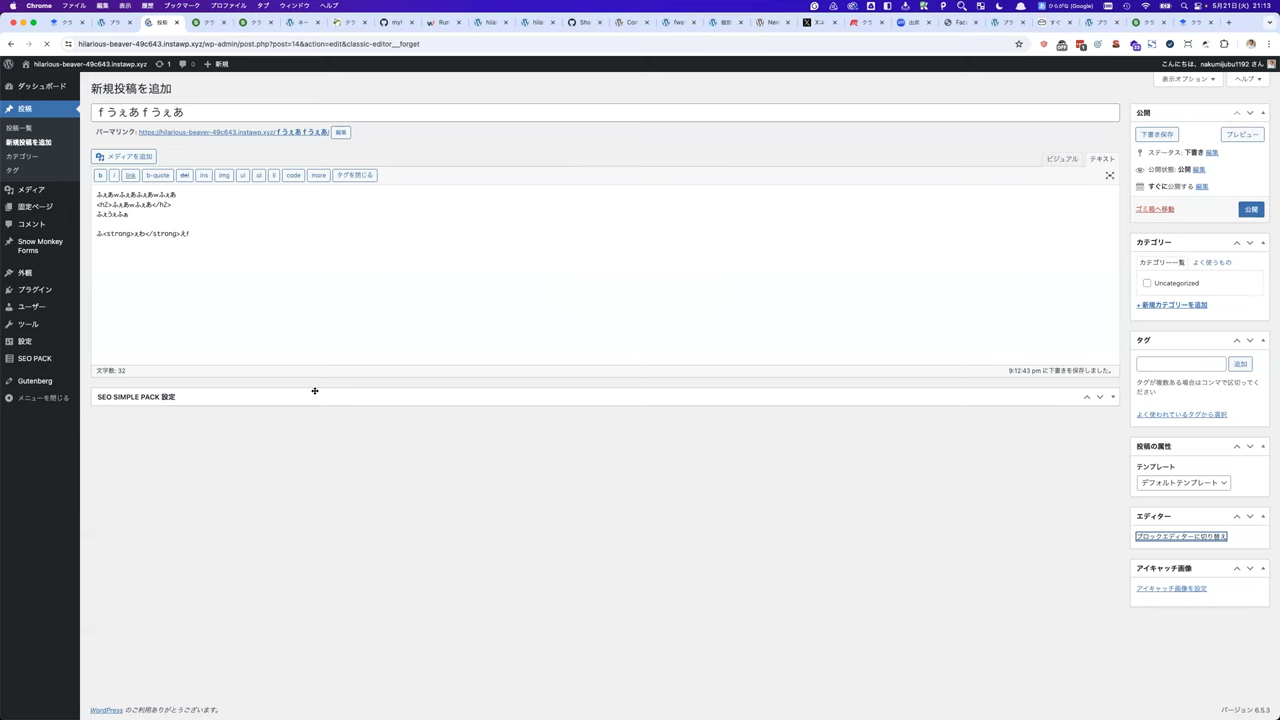 Chrome ファイル 編集 表示 履歴 ブックマーク プロフィール タブ ウィンドウ ヘルプ
ひらがな (Google) 5月21日(火) 21:13
hilarious-beaver-49c643.instawp.xyz/wp-admin/post.php?post=14&action=edit&classic-editor__forget
hilarious-beaver-49c643.instawp.xyz 1 0 新規
こんにちは、nakumijubu1192 さん
表示オプション ヘルプ
ダッシュボード
投稿
投稿一覧
新規投稿を追加
カテゴリー
タグ
メディア
固定ページ
コメント
Snow Monkey
Forms
外観
プラグイン
ユーザー
ツール
設定
SEO PACK
Gutenberg
メニューを閉じる
新規投稿を追加
ｆうぇあｆうぇあ
パーマリンク: https://hilarious-beaver-49c643.instawp.xyz/ｆうぇあｆうぇあ/ 編集
メディアを追加
ビジュアル テキスト
b i link b-quote del ins img ul ol li code more タグを閉じる
ふぇあwふぇあふぇあwふぇあ
<h2>ふぇあwふぇあ</h2>
ふぇうぇふぁ
ふ<strong>ぇわ</strong>えf
文字数: 32
9:12:43 pm に下書きを保存しました。
SEO SIMPLE PACK 設定
公開
下書き保存 プレビュー
ステータス: 下書き 編集
公開状態: 公開 編集
すぐに公開する 編集
ゴミ箱へ移動 公開
カテゴリー
カテゴリー一覧 よく使うもの
Uncategorized
+ 新規カテゴリーを追加
タグ
追加
タグが複数ある場合はコンマで区切ってく
ださい
よく使われているタグから選択
投稿の属性
テンプレート
デフォルトテンプレート
エディター
ブロックエディターに切り替え
アイキャッチ画像
アイキャッチ画像を設定
WordPress のご利用ありがとうございます。
バージョン 6.5.3